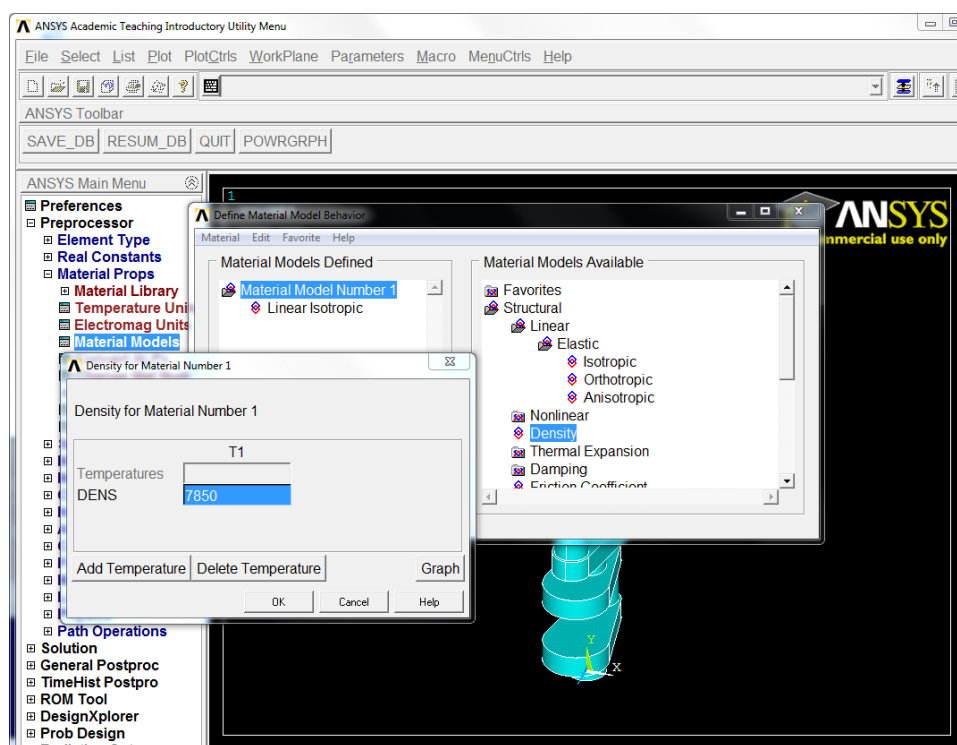 ANSYS Academic Teaching Introductory Utility Menu
File Select List Plot PlotCtrls WorkPlane Parameters Macro MenuCtrls Help
ANSYS Toolbar
SAVE_DB RESUM_DB QUIT POWRGRPH
ANSYS Main Menu
Preferences
Preprocessor
Element Type
Real Constants
Material Props
Material Library
Temperature Uni
Electromag Units
Material Models
1
ANSYS
mmercial use only
Define Material Model Behavior
Material Edit Favorite Help
Material Models Defined
Material Model Number 1
Linear Isotropic
Material Models Available
Favorites
Structural
Linear
Elastic
Isotropic
Orthotropic
Anisotropic
Nonlinear
Density
Thermal Expansion
Damping
Friction Coefficient
Density for Material Number 1
Density for Material Number 1
T1
Temperatures
DENS 7850
Add Temperature Delete Temperature Graph
OK Cancel Help
Path Operations
Solution
General Postproc
TimeHist Postpro
ROM Tool
DesignXplorer
Prob Design
Y
X